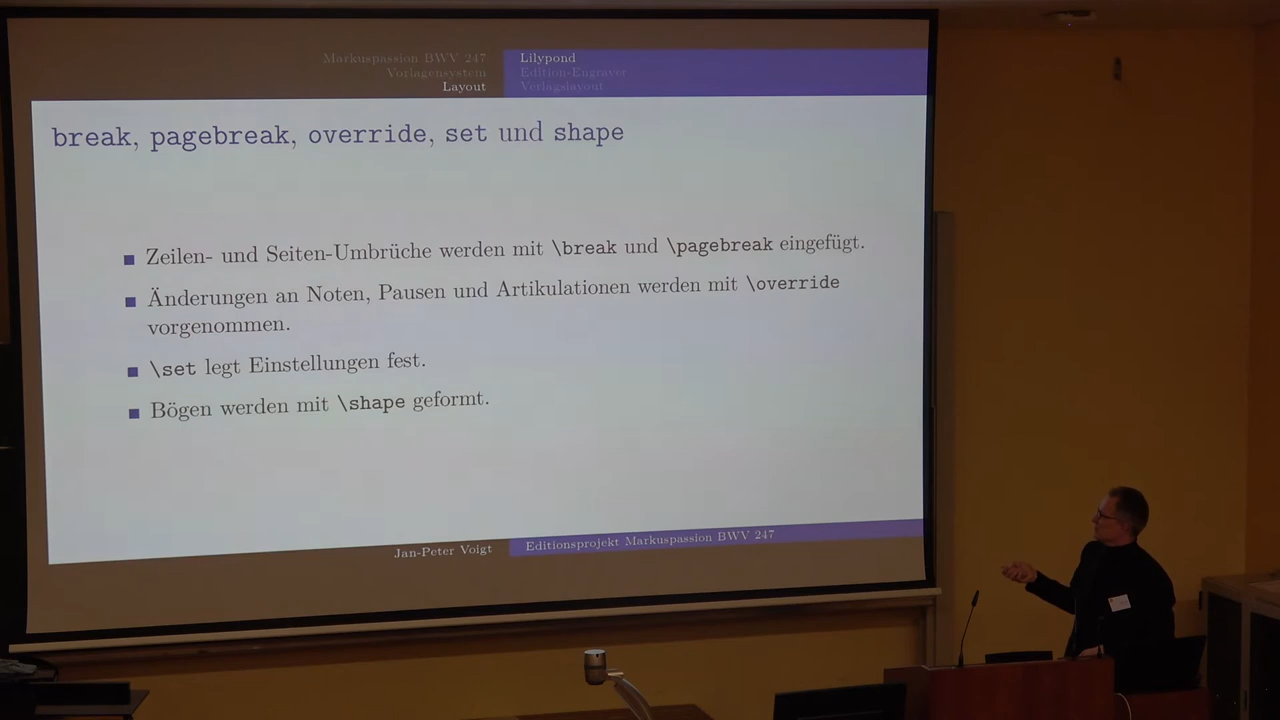 Markuspassion BWV 247
Vorlagensystem
Layout
Lilypond
Edition-Engraver
Verlagslayout
break, pagebreak, override, set und shape
Zeilen- und Seiten-Umbrüche werden mit \break und \pagebreak eingefügt.
Änderungen an Noten, Pausen und Artikulationen werden mit \override
vorgenommen.
\set legt Einstellungen fest.
Bögen werden mit \shape geformt.
Jan-Peter Voigt
Editionsprojekt Markuspassion BWV 247